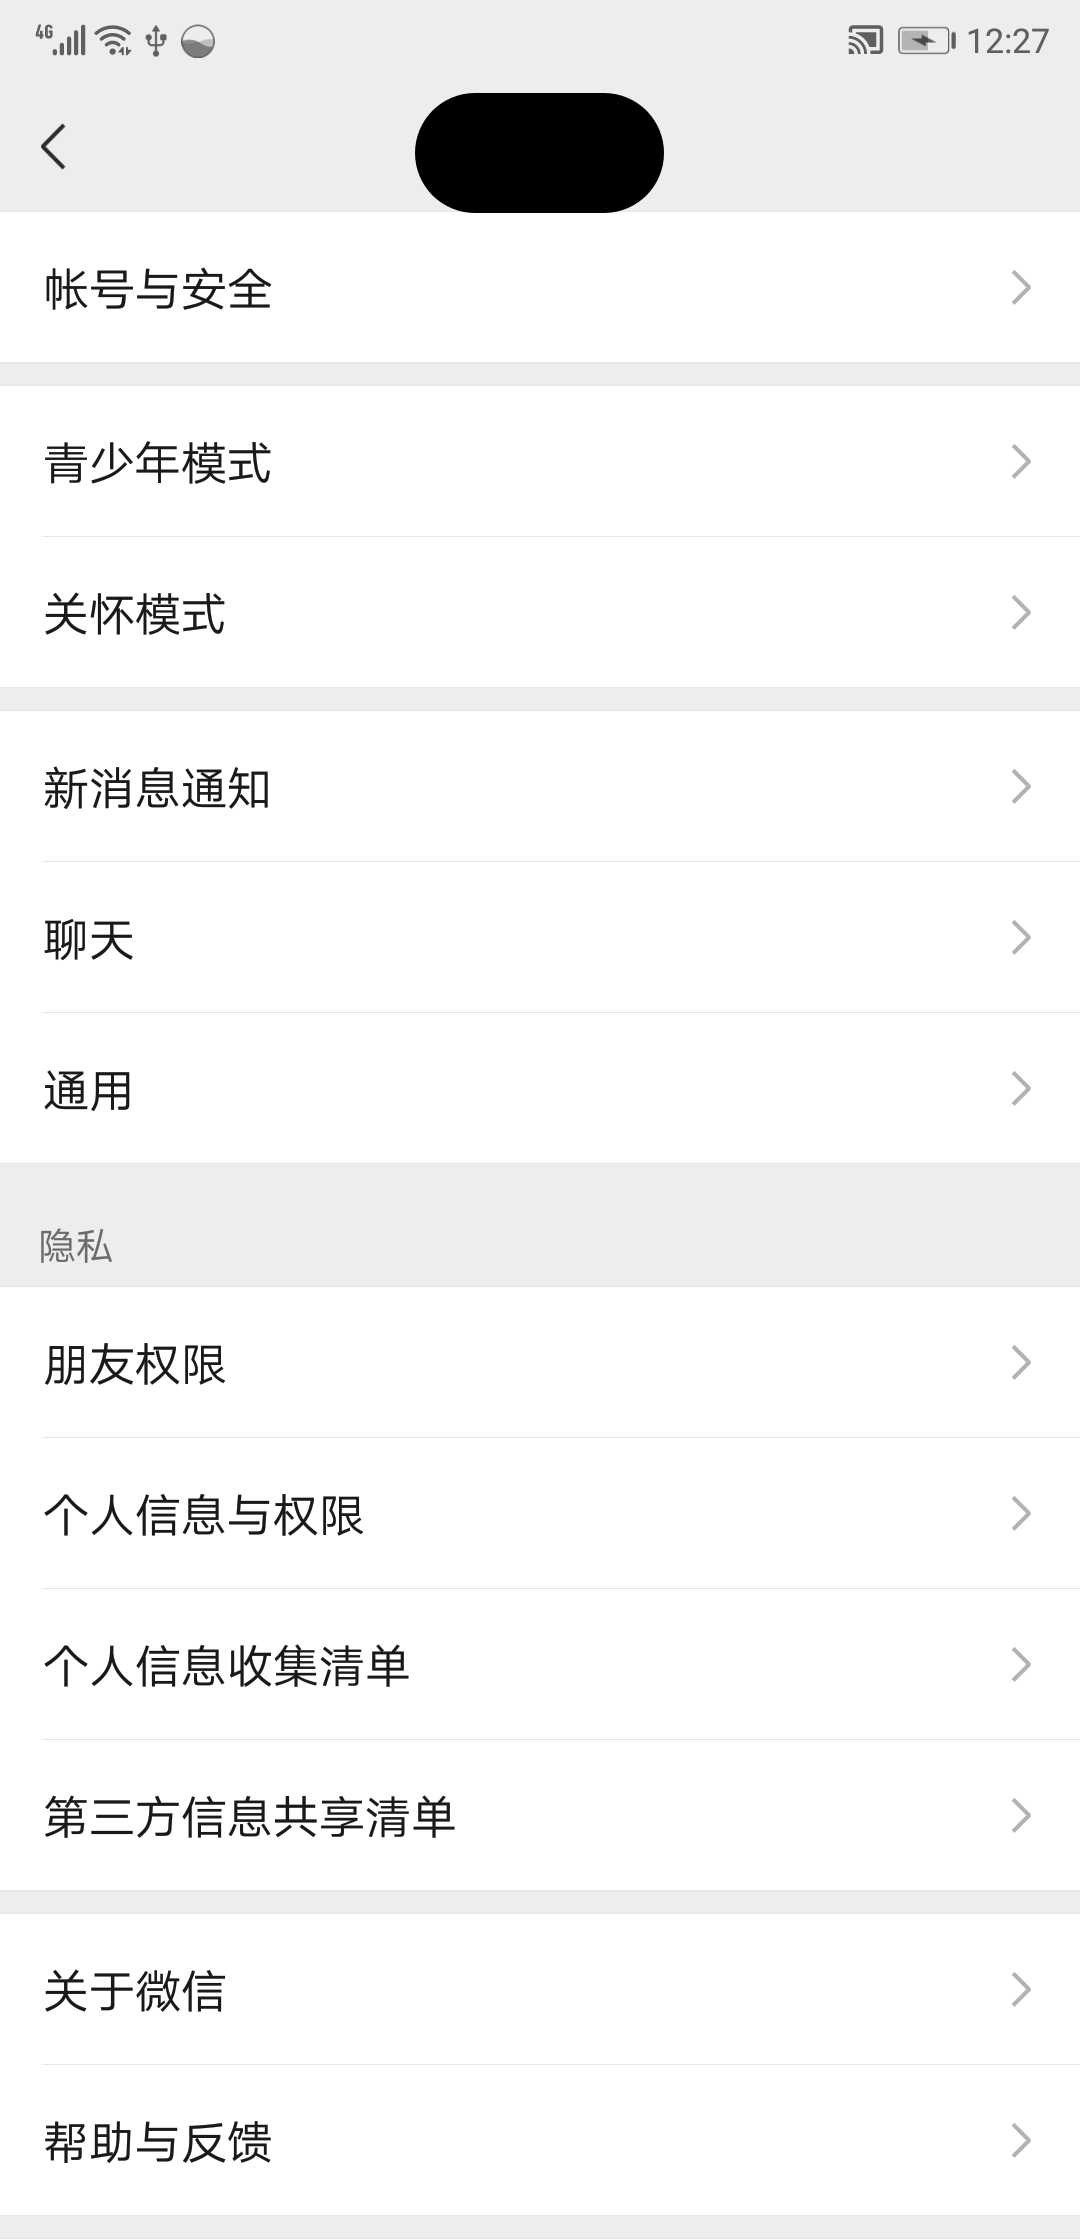 4G 12:27
帐号与安全
青少年模式
关怀模式
新消息通知
聊天
通用
隐私
朋友权限
个人信息与权限
个人信息收集清单
第三方信息共享清单
关于微信
帮助与反馈